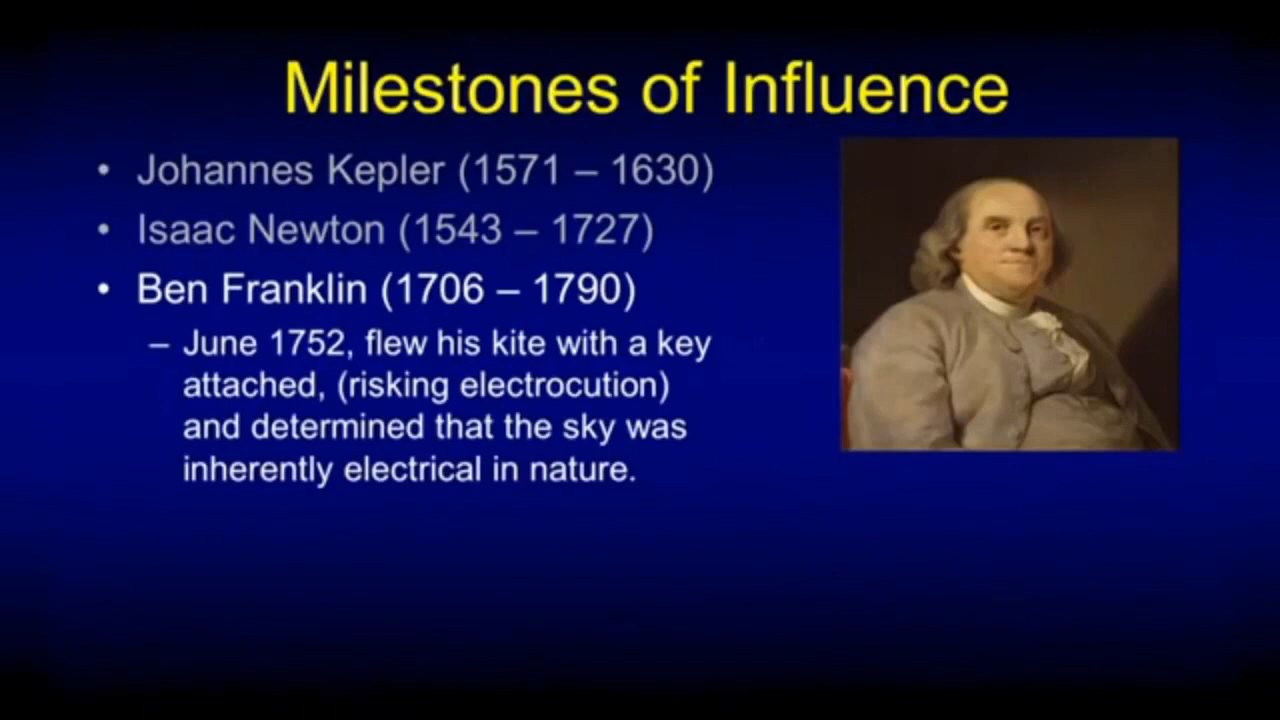 Milestones of Influence
• Johannes Kepler (1571 – 1630)
• Isaac Newton (1543 – 1727)
• Ben Franklin (1706 – 1790)
– June 1752, flew his kite with a key
attached, (risking electrocution)
and determined that the sky was
inherently electrical in nature.